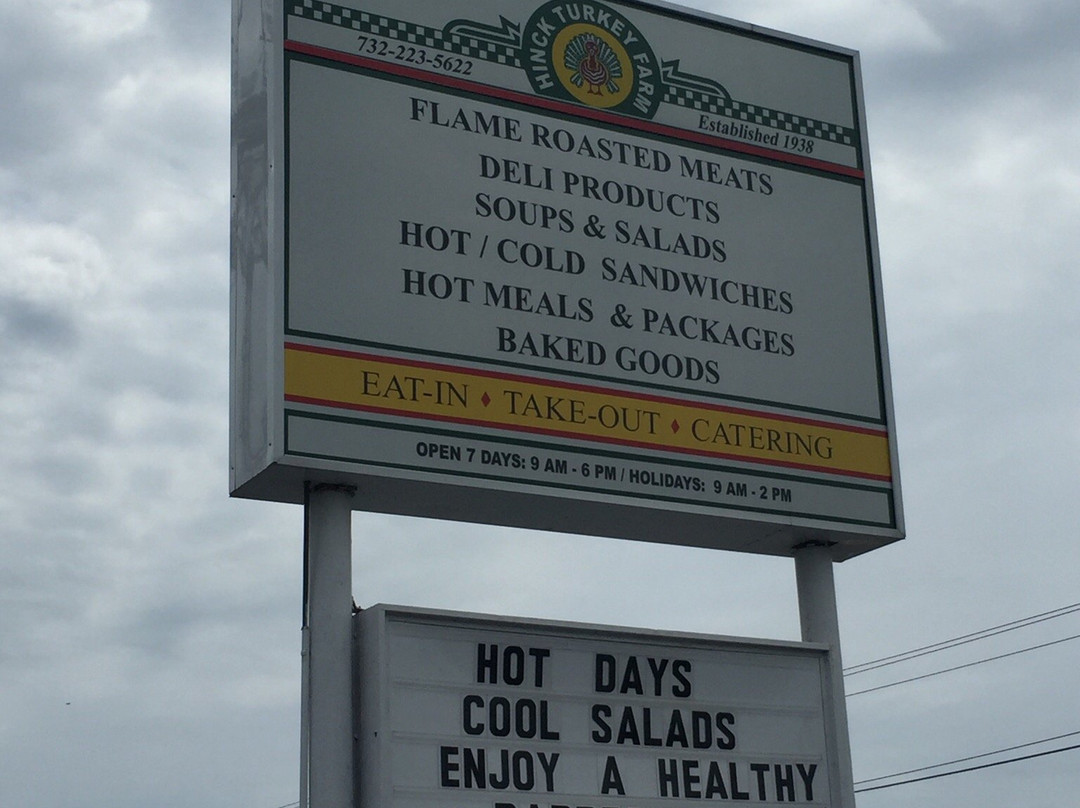 HINCK TURKEY FARM
732-223-5622
Established 1938
FLAME ROASTED MEATS
DELI PRODUCTS
SOUPS & SALADS
HOT / COLD SANDWICHES
HOT MEALS & PACKAGES
BAKED GOODS
EAT-IN ♦ TAKE-OUT ♦ CATERING
OPEN 7 DAYS: 9 AM - 6 PM / HOLIDAYS: 9 AM - 2 PM
HOT DAYS
COOL SALADS
ENJOY A HEALTHY